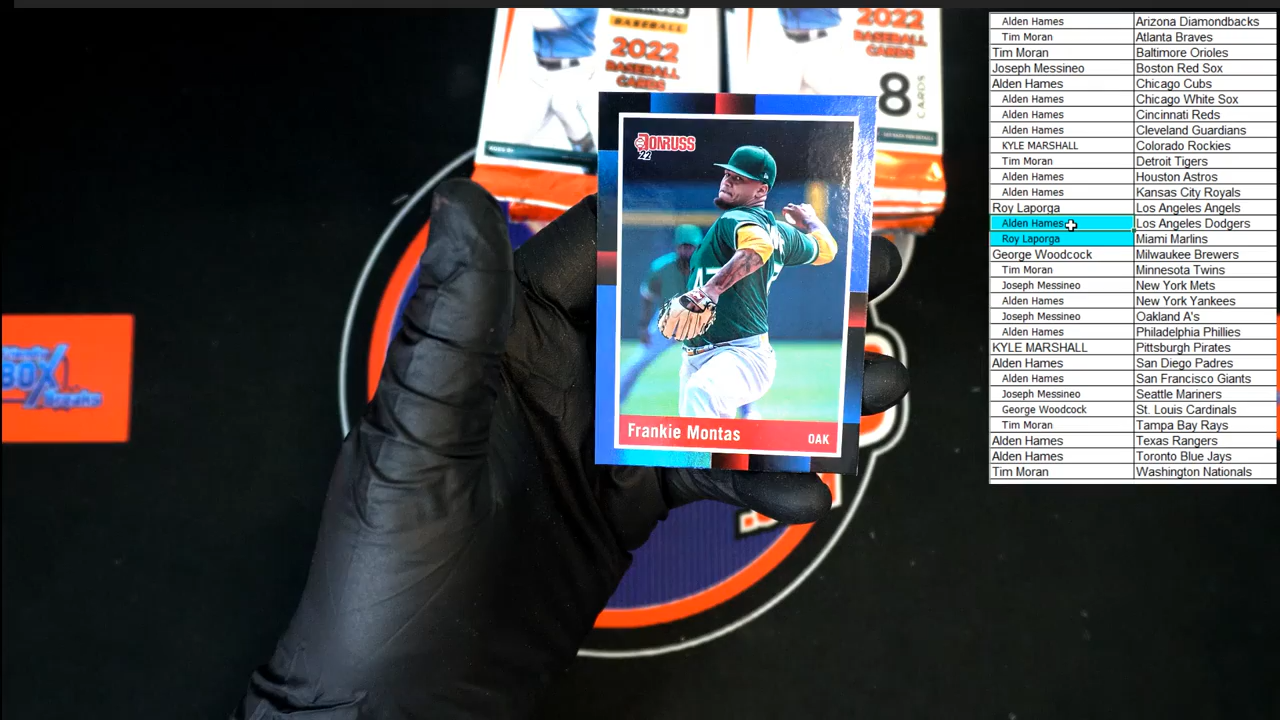 BASEBALL
2022
BASEBALL
CARDS
2022
BASEBALL
CARDS
8
CARDS
DONRUSS
22
Frankie Montas
OAK
BOX
Breaks
Alden Hames Arizona Diamondbacks
Tim Moran Atlanta Braves
Tim Moran Baltimore Orioles
Joseph Messineo Boston Red Sox
Alden Hames Chicago Cubs
Alden Hames Chicago White Sox
Alden Hames Cincinnati Reds
Alden Hames Cleveland Guardians
KYLE MARSHALL Colorado Rockies
Tim Moran Detroit Tigers
Alden Hames Houston Astros
Alden Hames Kansas City Royals
Roy Laporga Los Angeles Angels
Alden Hames Los Angeles Dodgers
Roy Laporga Miami Marlins
George Woodcock Milwaukee Brewers
Tim Moran Minnesota Twins
Joseph Messineo New York Mets
Alden Hames New York Yankees
Joseph Messineo Oakland A's
Alden Hames Philadelphia Phillies
KYLE MARSHALL Pittsburgh Pirates
Alden Hames San Diego Padres
Alden Hames San Francisco Giants
Joseph Messineo Seattle Mariners
George Woodcock St. Louis Cardinals
Tim Moran Tampa Bay Rays
Alden Hames Texas Rangers
Alden Hames Toronto Blue Jays
Tim Moran Washington Nationals